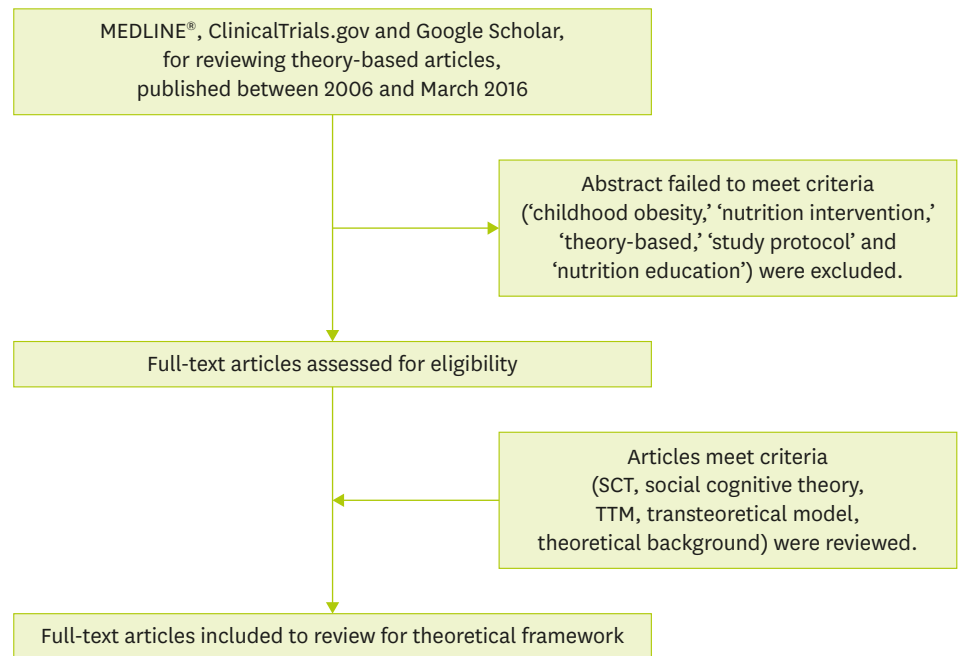 MEDLINE®, ClinicalTrials.gov and Google Scholar,
for reviewing theory-based articles,
published between 2006 and March 2016
Abstract failed to meet criteria
(‘childhood obesity,’ ‘nutrition intervention,’
‘theory-based,’ ‘study protocol’ and
‘nutrition education’) were excluded.
Full-text articles assessed for eligibility
Articles meet criteria
(SCT, social cognitive theory,
TTM, transteoretical model,
theoretical background) were reviewed.
Full-text articles included to review for theoretical framework